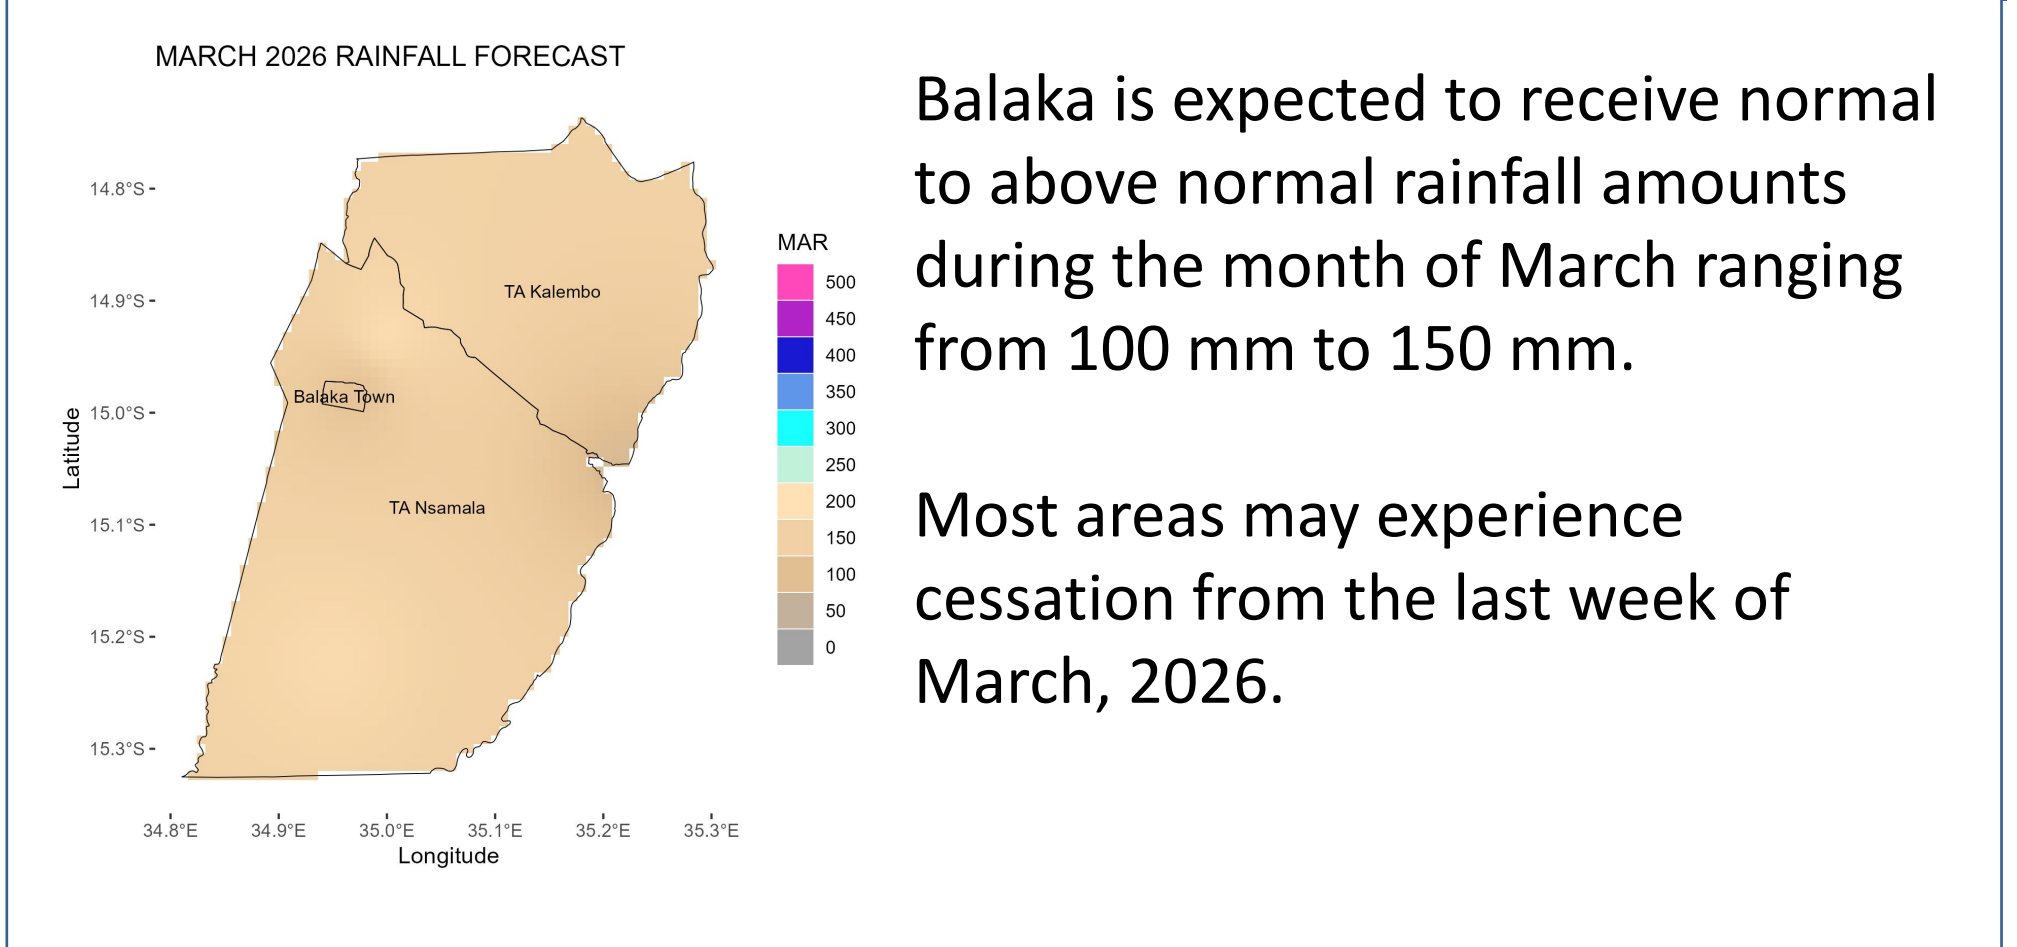 MARCH 2026 RAINFALL FORECAST
14.8°S
14.9°S
15.0°S
15.1°S
15.2°S
15.3°S
Latitude
34.8°E 34.9°E 35.0°E 35.1°E 35.2°E 35.3°E
Longitude
TA Kalembo
Balaka Town
TA Nsamala
MAR
500
450
400
350
300
250
200
150
100
50
0
Balaka is expected to receive normal
to above normal rainfall amounts
during the month of March ranging
from 100 mm to 150 mm.
Most areas may experience
cessation from the last week of
March, 2026.